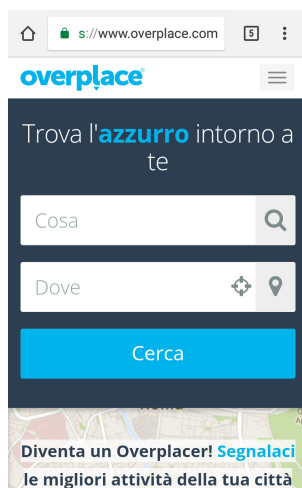 s://www.overplace.com
5
overplace
Trova l'azzurro intorno a
te
Cosa
Dove
Cerca
Roma
Diventa un Overplacer! Segnalaci
le migliori attività della tua città